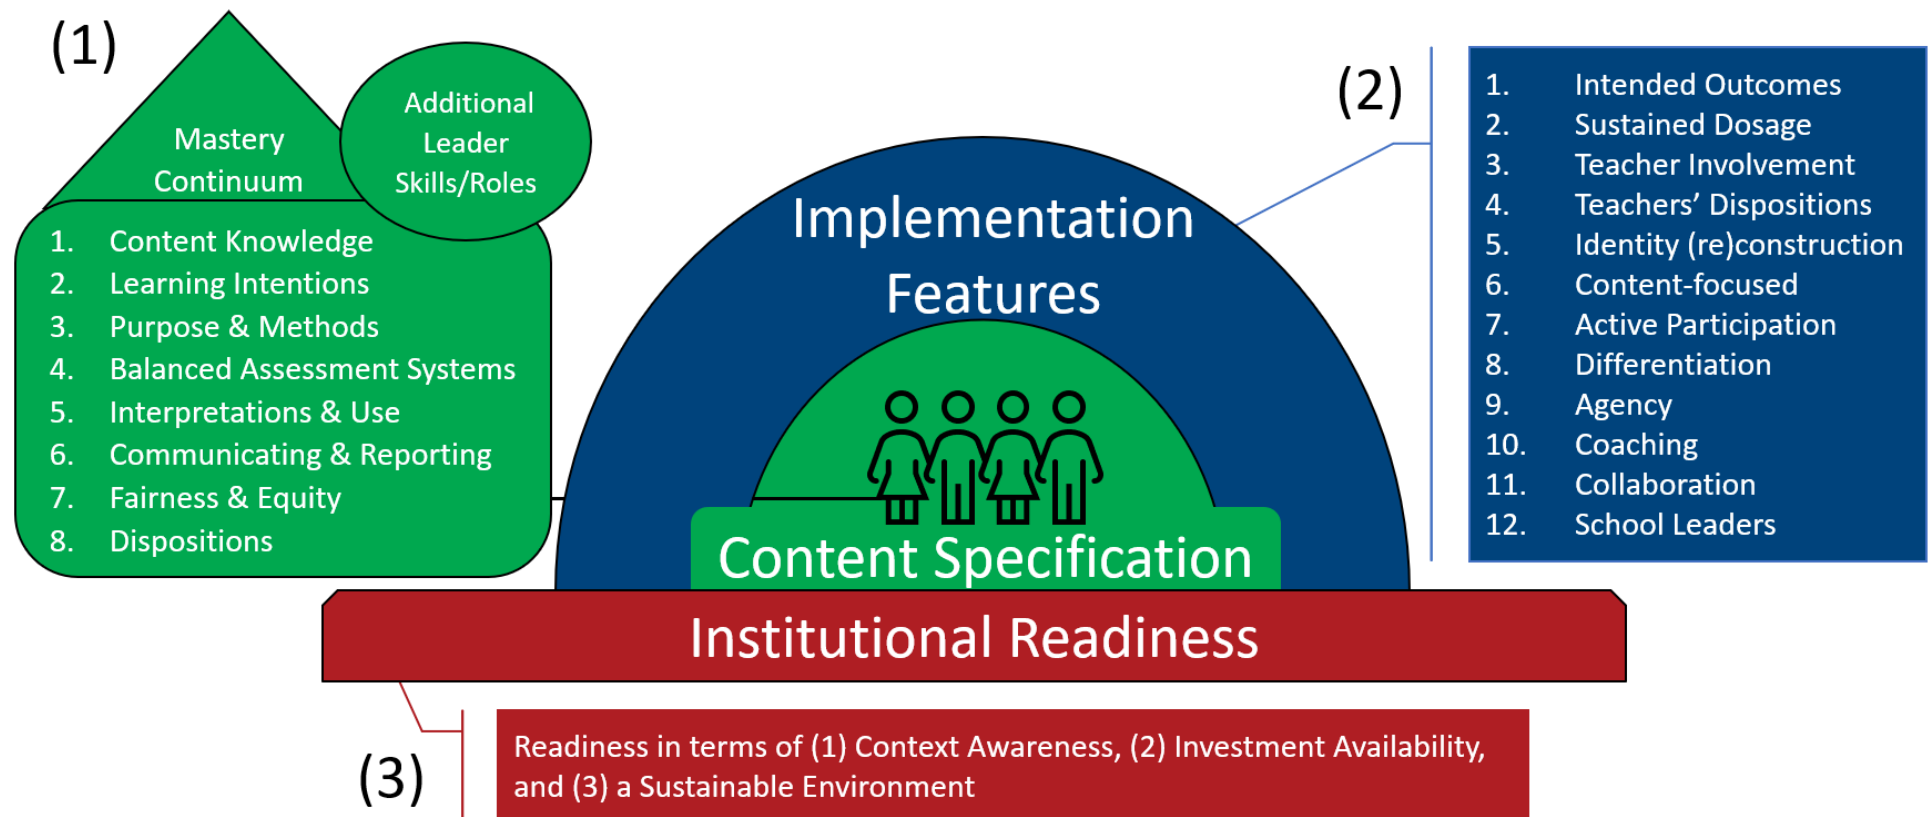 (1)
Mastery
Continuum
Additional
Leader
Skills/Roles
1. Content Knowledge
2. Learning Intentions
3. Purpose & Methods
4. Balanced Assessment Systems
5. Interpretations & Use
6. Communicating & Reporting
7. Fairness & Equity
8. Dispositions
Implementation
Features
Content Specification
Institutional Readiness
(2)
1. Intended Outcomes
2. Sustained Dosage
3. Teacher Involvement
4. Teachers’ Dispositions
5. Identity (re)construction
6. Content-focused
7. Active Participation
8. Differentiation
9. Agency
10. Coaching
11. Collaboration
12. School Leaders
(3)
Readiness in terms of (1) Context Awareness, (2) Investment Availability,
and (3) a Sustainable Environment